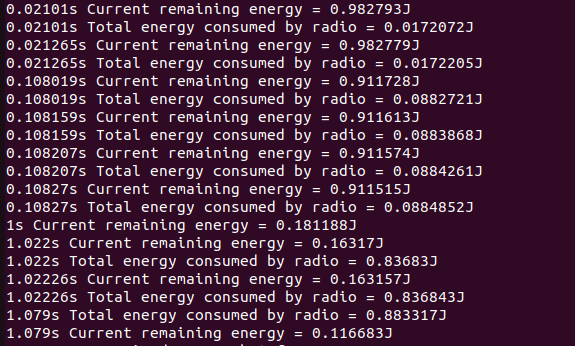 0.02101s Current remaining energy = 0.982793J
0.02101s Total energy consumed by radio = 0.0172072J
0.021265s Current remaining energy = 0.982779J
0.021265s Total energy consumed by radio = 0.0172205J
0.108019s Current remaining energy = 0.911728J
0.108019s Total energy consumed by radio = 0.0882721J
0.108159s Current remaining energy = 0.911613J
0.108159s Total energy consumed by radio = 0.0883868J
0.108207s Current remaining energy = 0.911574J
0.108207s Total energy consumed by radio = 0.0884261J
0.10827s Current remaining energy = 0.911515J
0.10827s Total energy consumed by radio = 0.0884852J
1s Current remaining energy = 0.181188J
1.022s Current remaining energy = 0.16317J
1.022s Total energy consumed by radio = 0.83683J
1.02226s Current remaining energy = 0.163157J
1.02226s Total energy consumed by radio = 0.836843J
1.079s Total energy consumed by radio = 0.883317J
1.079s Current remaining energy = 0.116683J